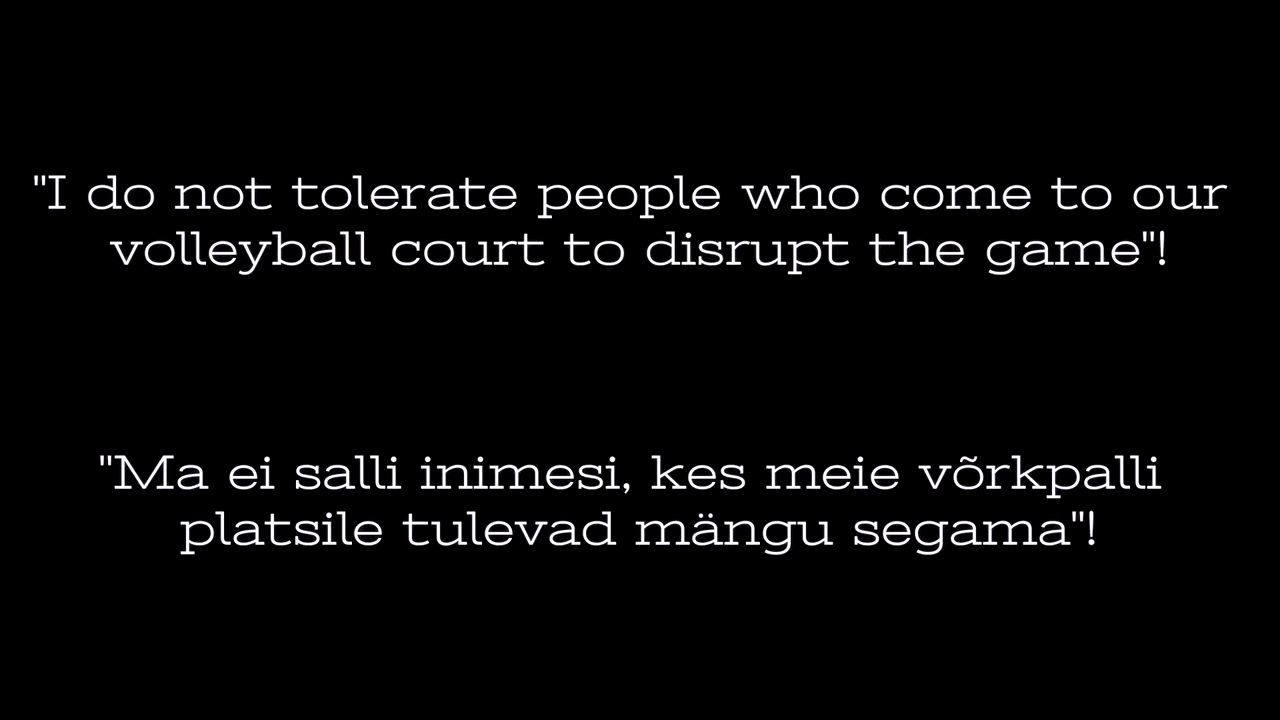 "I do not tolerate people who come to our
volleyball court to disrupt the game"!
"Ma ei salli inimesi, kes meie võrkpalli
platsile tulevad mängu segama"!